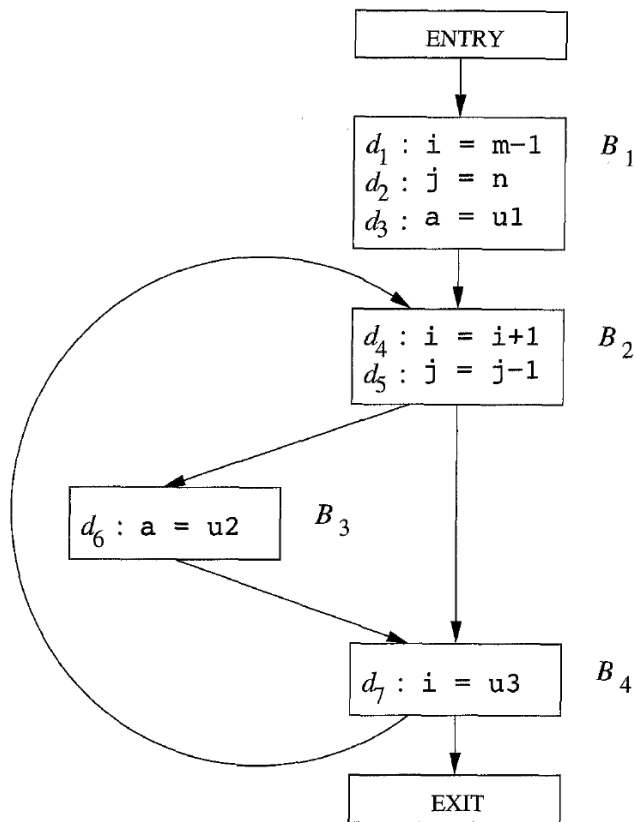 ENTRY
d1 : i = m-1
d2 : j = n
d3 : a = u1
B1
d4 : i = i+1
d5 : j = j-1
B2
d6 : a = u2
B3
d7 : i = u3
B4
EXIT